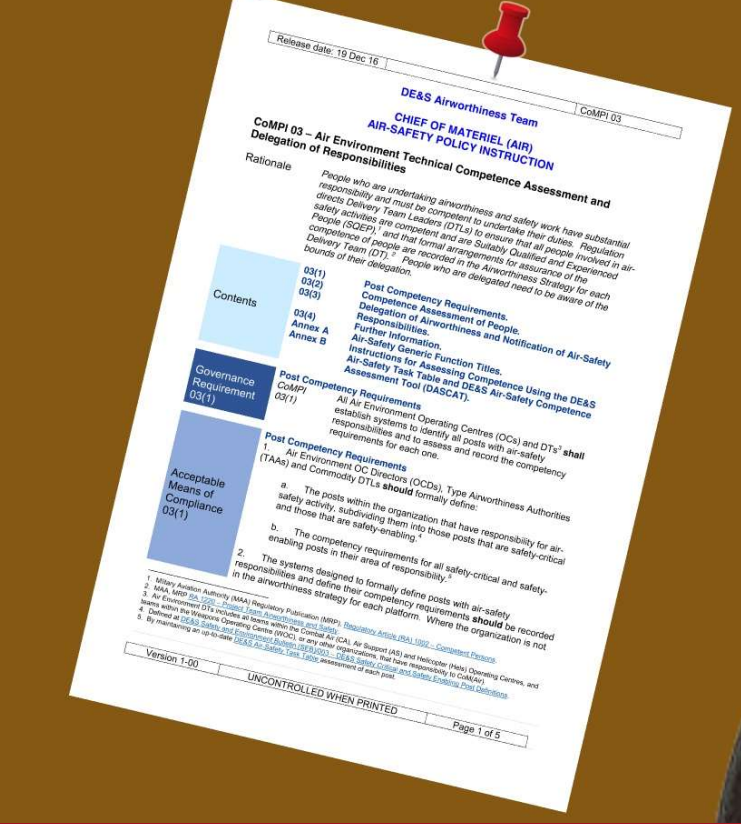 Release date: 19 Dec 16
CoMPI 03
DE&S Airworthiness Team
CHIEF OF MATERIEL (AIR)
AIR-SAFETY POLICY INSTRUCTION
CoMPI 03 – Air Environment Technical Competence Assessment and
Delegation of Responsibilities
Rationale
People who are undertaking airworthiness and safety work have substantial
responsibility and must be competent to undertake their duties. Regulation
directs Delivery Team Leaders (DTLs) to ensure that all people involved in air-
safety activities are competent and are Suitably Qualified and Experienced
People (SQEP),¹ and that formal arrangements for assurance of the
competence of people are recorded in the Airworthiness Strategy for each
Delivery Team (DT).² People who are delegated need to be aware of the
bounds of their delegation.
Contents
03(1) Post Competency Requirements.
03(2) Competence Assessment of People.
03(3) Delegation of Airworthiness and Notification of Air-Safety
Responsibilities.
03(4) Further Information.
Annex A Air-Safety Generic Function Titles.
Annex B Instructions for Assessing Competence Using the DE&S
Air-Safety Task Table and DE&S Air-Safety Competence
Assessment Tool (DASCAT).
Governance
Requirement
03(1)
Post Competency Requirements
CoMPI
03(1)
All Air Environment Operating Centres (OCs) and DTs³ shall
establish systems to identify all posts with air-safety
responsibilities and to assess and record the competency
requirements for each one.
Acceptable
Means of
Compliance
03(1)
Post Competency Requirements
1. Air Environment OC Directors (OCDs), Type Airworthiness Authorities
(TAAs) and Commodity DTLs should formally define:
a. The posts within the organization that have responsibility for air-
safety activity, subdividing them into those posts that are safety-critical
and those that are safety-enabling.⁴
b. The competency requirements for all safety-critical and safety-
enabling posts in their area of responsibility.⁵
2. The systems designed to formally define posts with air-safety
responsibilities and define their competency requirements should be recorded
in the airworthiness strategy for each platform. Where the organization is not
1. Military Aviation Authority (MAA) Regulatory Publication (MRP), Regulatory Article (RA) 1002 – Competent Persons.
2. MAA, MRP RA 1220 – Project Team Airworthiness and Safety.
3. Air Environment DTs includes all teams within the Combat Air (CA), Air Support (AS) and Helicopter (Hels) Operating Centres, and
teams within the Weapons Operating Centre (WOC), or any other organizations, that have responsibility to CoM(Air).
4. Defined at DE&S Safety and Environment Bulletin (SEB)/003 – DE&S Safety Critical and Safety Enabling Post Definitions.
5. By maintaining an up-to-date DE&S Air-Safety Task Table assessment of each post.
Version 1-00
UNCONTROLLED WHEN PRINTED
Page 1 of 5